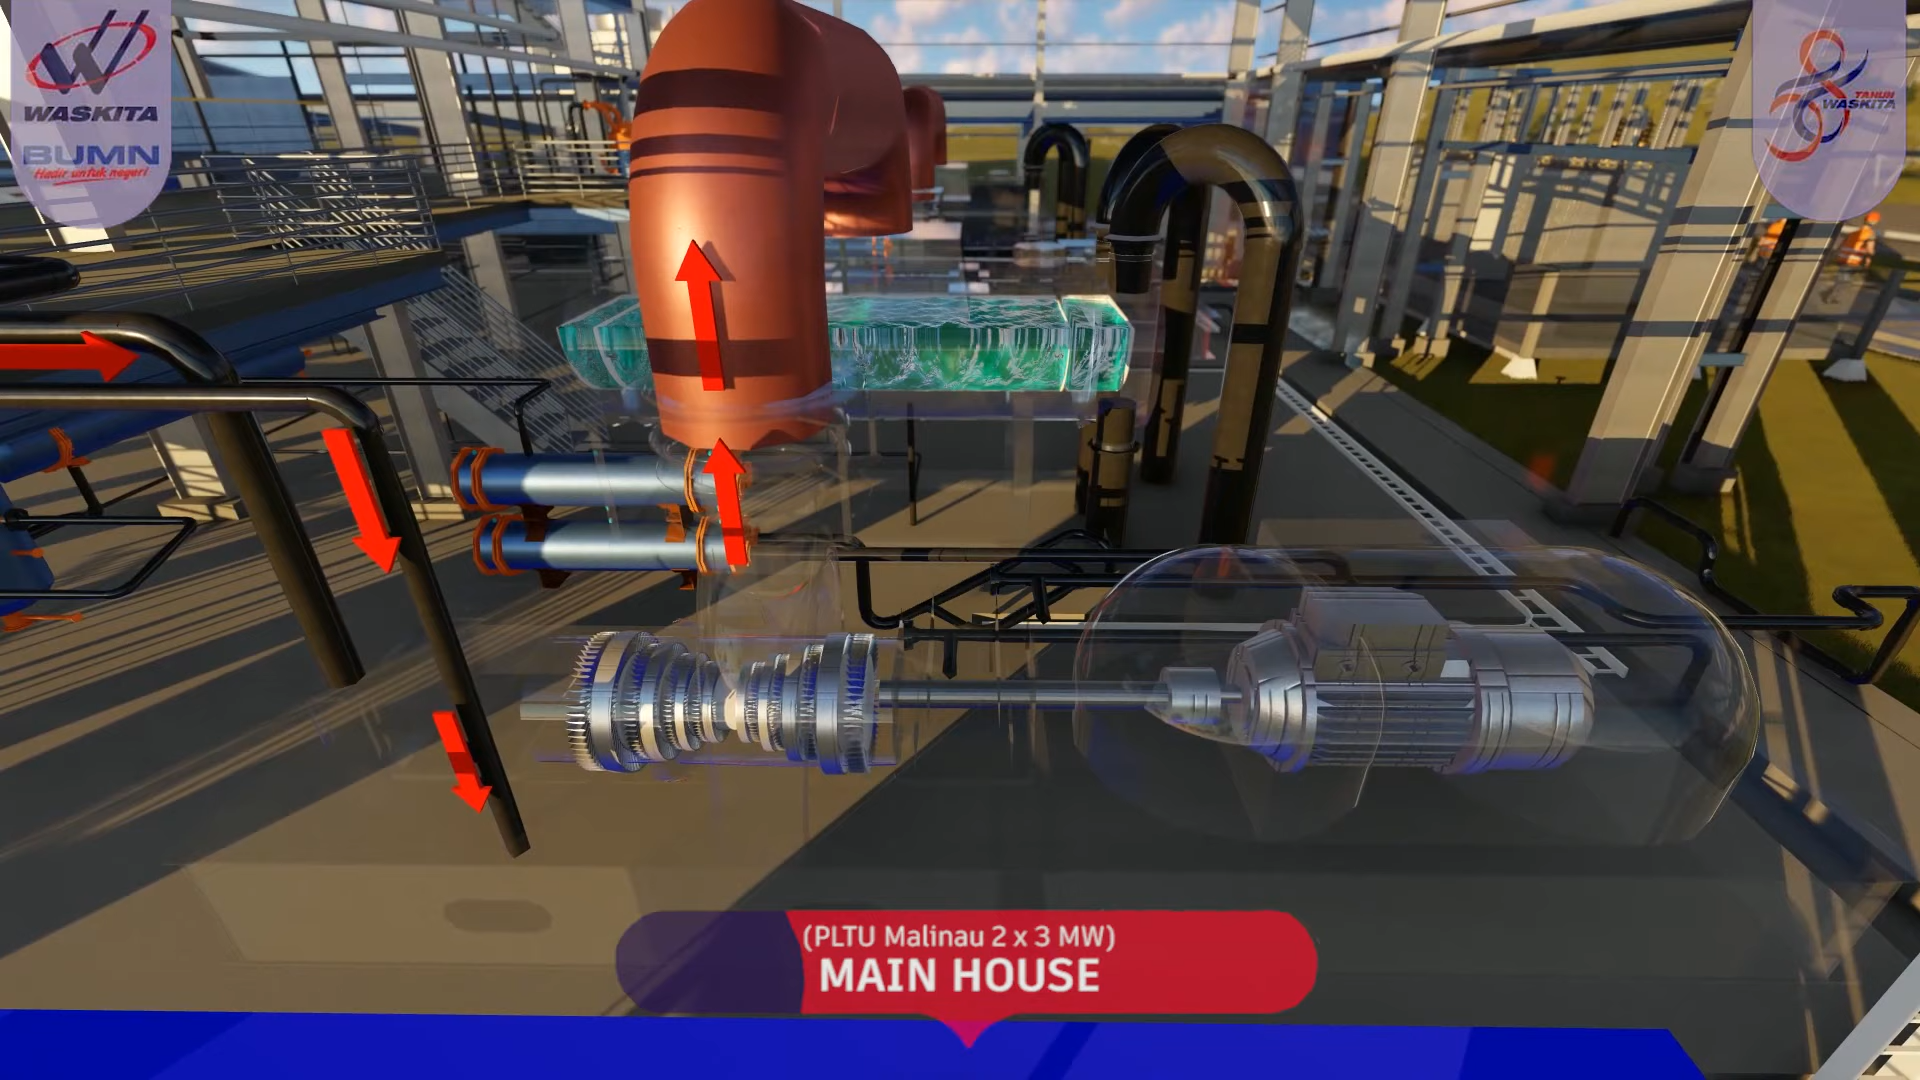 WASKITA
BUMN
Hadir untuk negeri
TAHUN
WASKITA
(PLTU Malinau 2 x 3 MW)
MAIN HOUSE